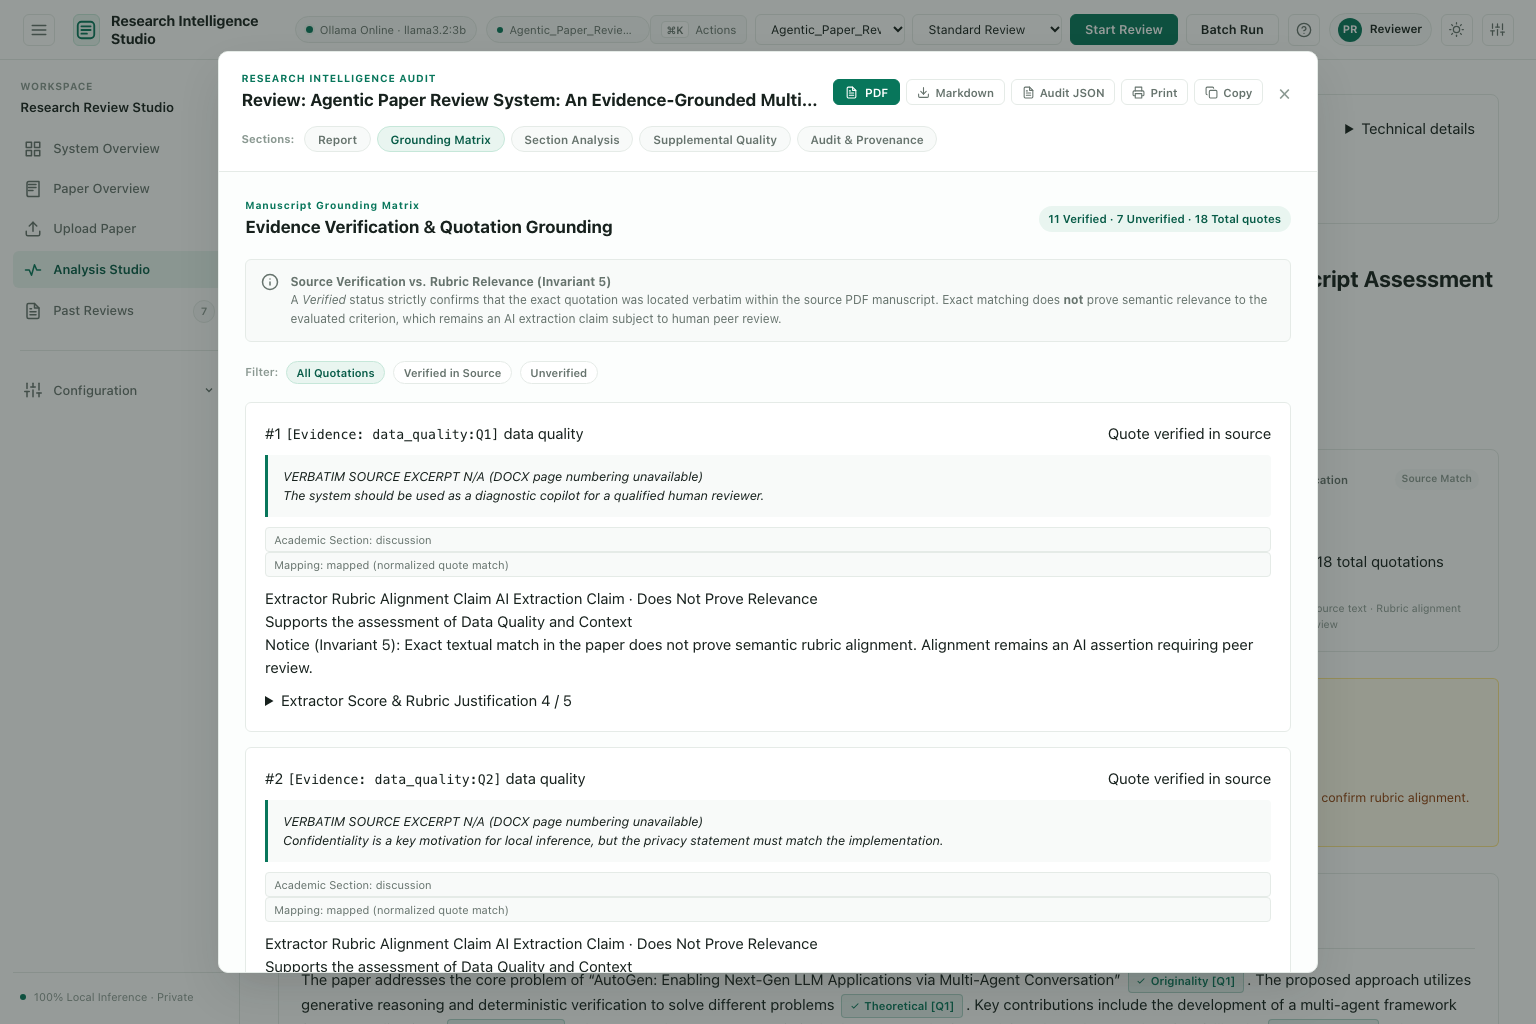 Research Intelligence
Studio
Ollama Online · llama3.2:3b
Agentic_Paper_Revie...
⌘K Actions
Agentic_Paper_Rev
Standard Review
Start Review
Batch Run
PR Reviewer
WORKSPACE
Research Review Studio
System Overview
Paper Overview
Upload Paper
Analysis Studio
Past Reviews 7
Configuration
100% Local Inference · Private
RESEARCH INTELLIGENCE AUDIT
Review: Agentic Paper Review System: An Evidence-Grounded Multi...
PDF
Markdown
Audit JSON
Print
Copy
Sections: Report Grounding Matrix Section Analysis Supplemental Quality Audit & Provenance
Manuscript Grounding Matrix
Evidence Verification & Quotation Grounding
11 Verified · 7 Unverified · 18 Total quotes
Source Verification vs. Rubric Relevance (Invariant 5)
A Verified status strictly confirms that the exact quotation was located verbatim within the source PDF manuscript. Exact matching does not prove semantic relevance to the
evaluated criterion, which remains an AI extraction claim subject to human peer review.
Filter: All Quotations Verified in Source Unverified
#1 [Evidence: data_quality:Q1] data quality
Quote verified in source
VERBATIM SOURCE EXCERPT N/A (DOCX page numbering unavailable)
The system should be used as a diagnostic copilot for a qualified human reviewer.
Academic Section: discussion
Mapping: mapped (normalized quote match)
Extractor Rubric Alignment Claim AI Extraction Claim · Does Not Prove Relevance
Supports the assessment of Data Quality and Context
Notice (Invariant 5): Exact textual match in the paper does not prove semantic rubric alignment. Alignment remains an AI assertion requiring peer
review.
Extractor Score & Rubric Justification 4 / 5
#2 [Evidence: data_quality:Q2] data quality
Quote verified in source
VERBATIM SOURCE EXCERPT N/A (DOCX page numbering unavailable)
Confidentiality is a key motivation for local inference, but the privacy statement must match the implementation.
Academic Section: discussion
Mapping: mapped (normalized quote match)
Extractor Rubric Alignment Claim AI Extraction Claim · Does Not Prove Relevance
Supports the assessment of Data Quality and Context
Technical details
cript Assessment
cation
Source Match
18 total quotations
ource text · Rubric alignment
view
confirm rubric alignment.
The paper addresses the core problem of “AutoGen: Enabling Next-Gen LLM Applications via Multi-Agent Conversation” ✓ Originality [Q1] . The proposed approach utilizes
generative reasoning and deterministic verification to solve different problems ✓ Theoretical [Q1] . Key contributions include the development of a multi-agent framework